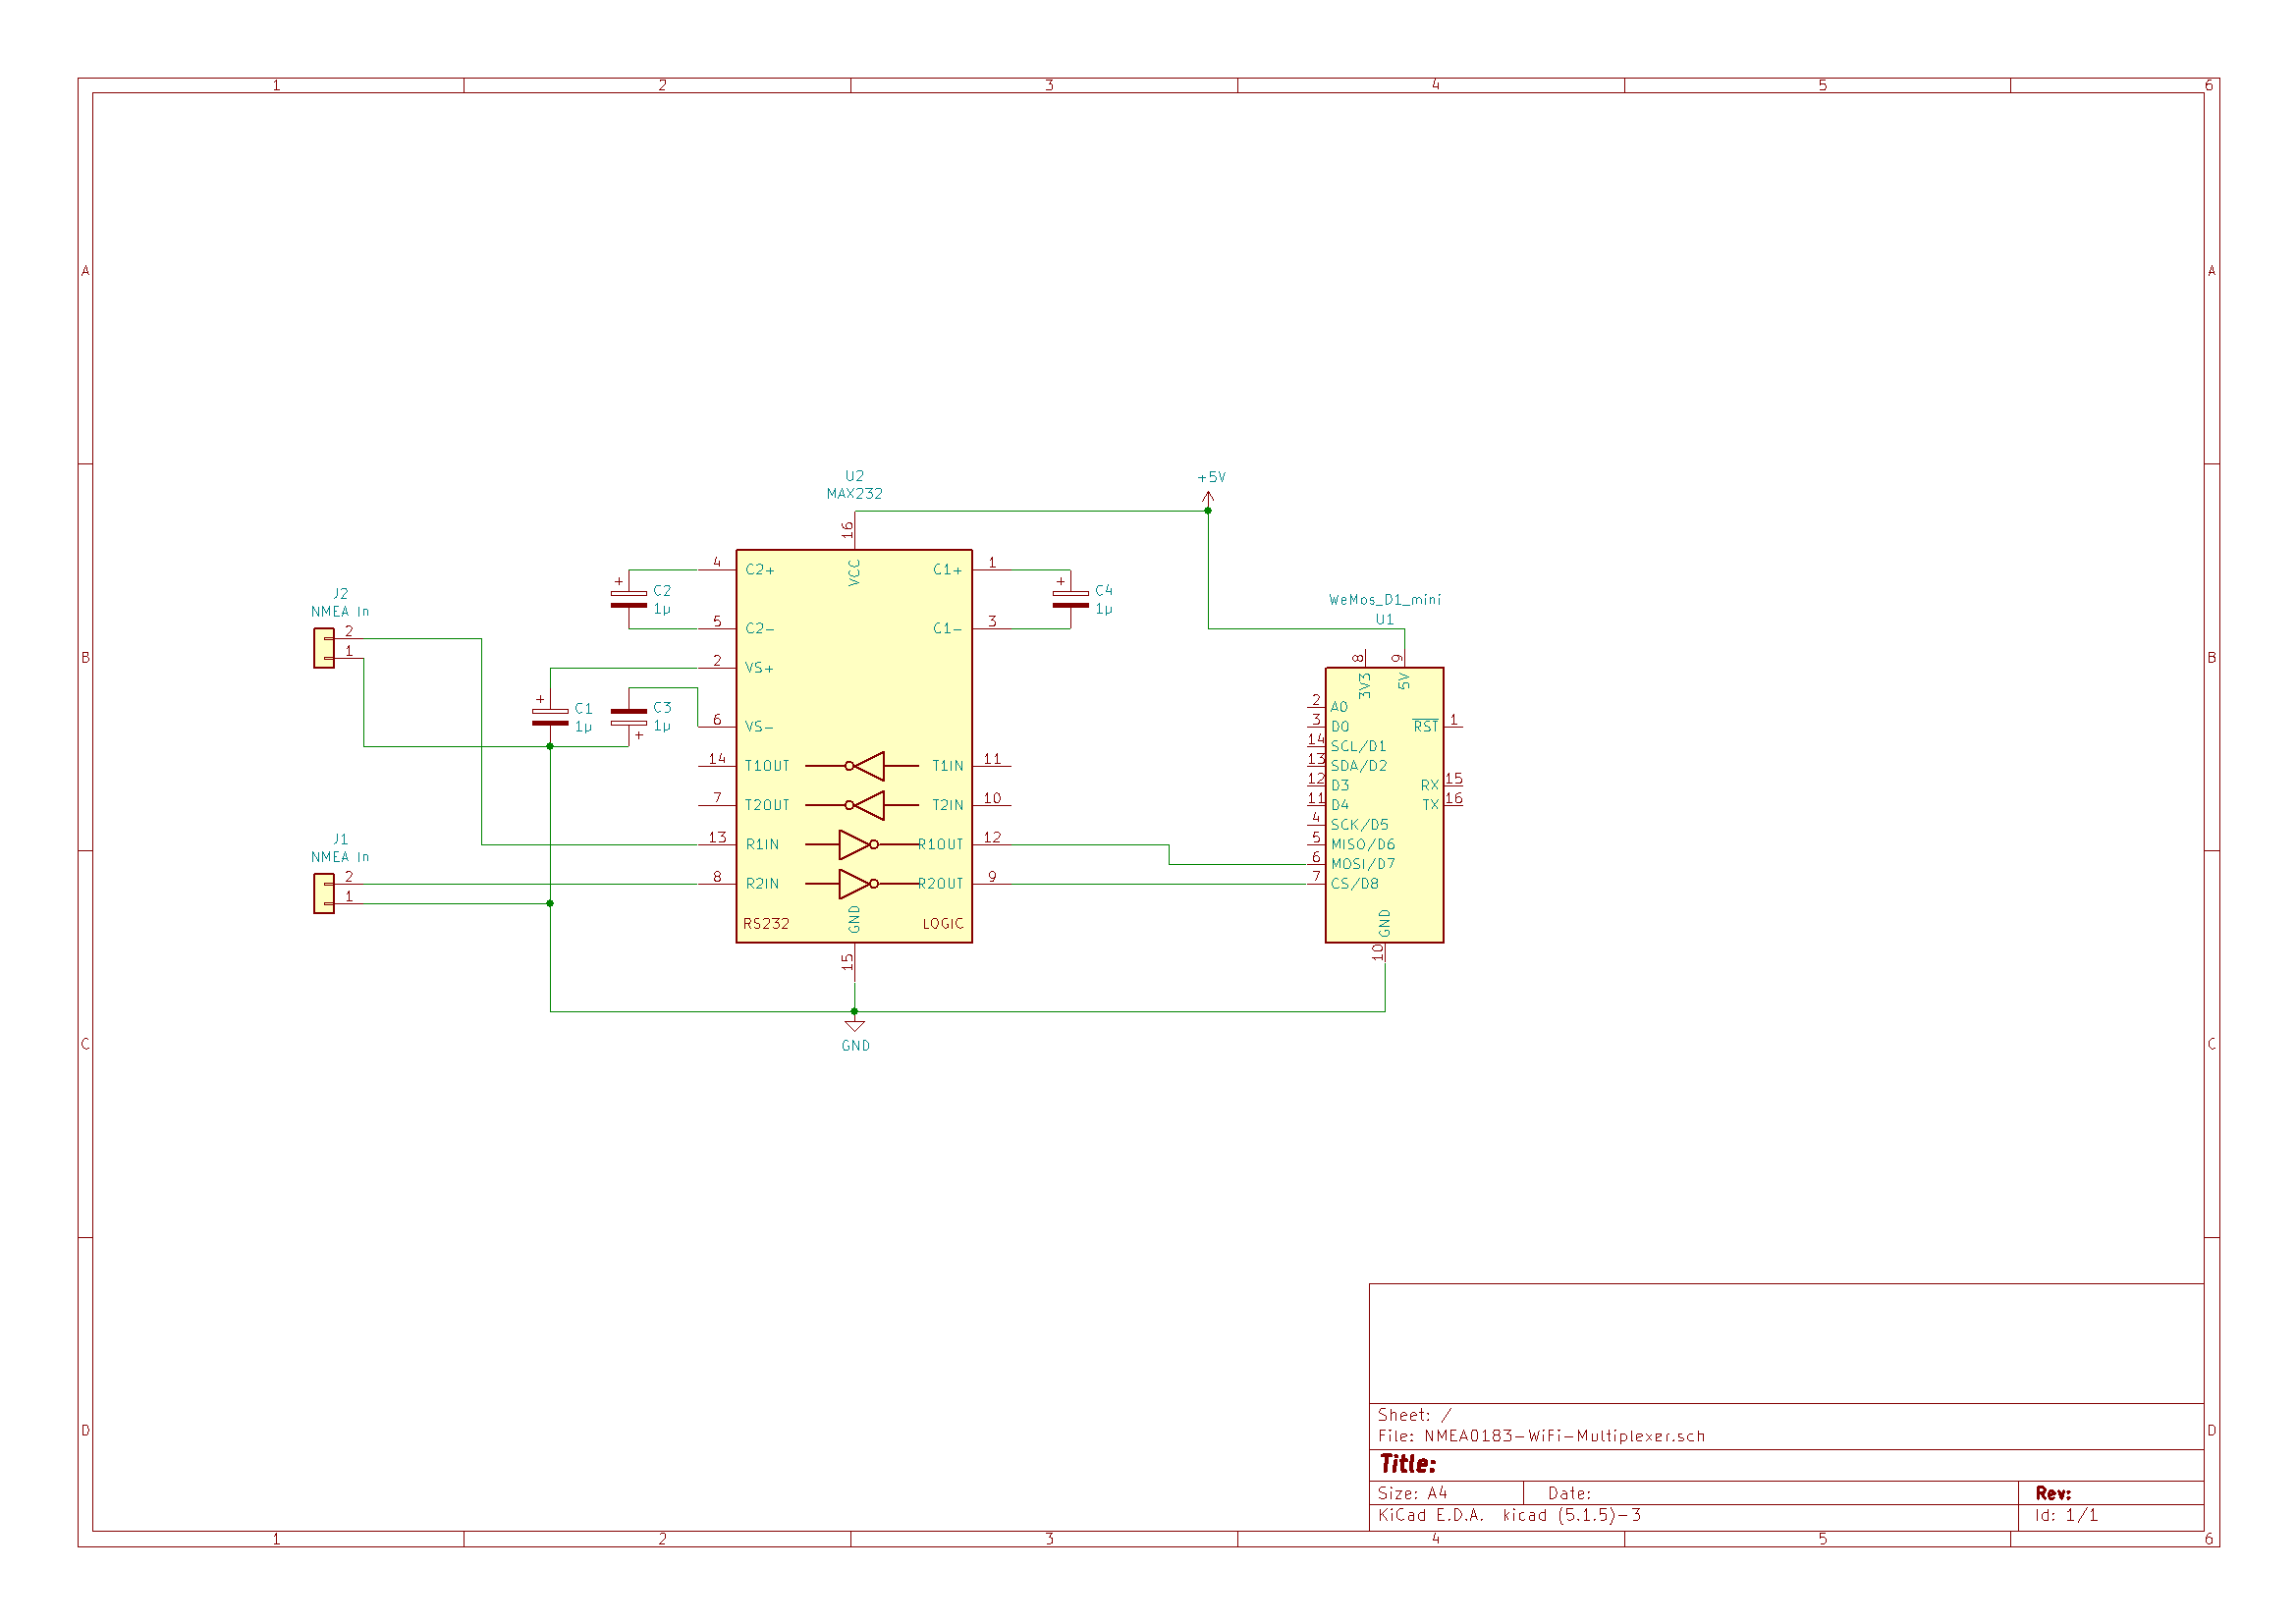 1 2 3 4 5 6
A A
U2
MAX232
+5V
16
VCC
4 C2+ C1+ 1
+ C2
1µ
+ C4
1µ
5 C2- C1- 3
J2
NMEA In
2
1
WeMos_D1_mini
U1
B B
2 VS+
+ C1
1µ
C3
1µ +
6 VS-
14 T1OUT T1IN 11
7 T2OUT T2IN 10
13 R1IN R1OUT 12
8 R2IN R2OUT 9
RS232 GND LOGIC
15
8 9
3V3 5V
2 A0
3 D0 RST 1
14 SCL/D1
13 SDA/D2
12 D3 RX 15
11 D4 TX 16
4 SCK/D5
5 MISO/D6
6 MOSI/D7
7 CS/D8
GND
10
J1
NMEA In
2
1
GND
C C
Sheet: /
File: NMEA0183-WiFi-Multiplexer.sch
D D
Title:
Size: A4 Date: Rev:
KiCad E.D.A. kicad (5.1.5)-3 Id: 1/1
1 2 3 4 5 6